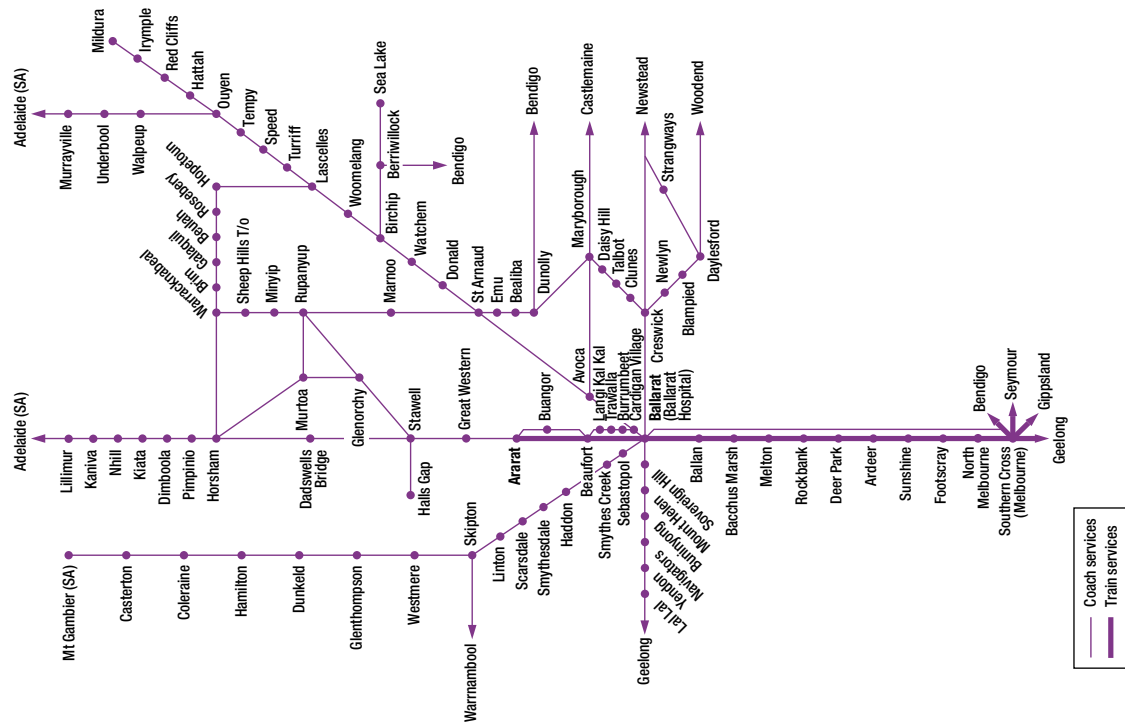 Mildura
Irymple
Red Cliffs
Hattah
Ouyen
Tempy
Speed
Turriff
Lascelles
Woomelang
Birchip
Watchem
Donald
St Arnaud
Emu
Bealiba
Dunolly
Sea Lake
Berriwillock
Bendigo
Bendigo
Castlemaine
Newstead
Woodend
Adelaide (SA)
Murrayville
Underbool
Walpeup
Hopetoun
Rosebery
Beulah
Galaquil
Brim
Warracknabeal
Sheep Hills T/o
Minyip
Rupanyup
Marnoo
Maryborough
Daisy Hill
Talbot
Clunes
Creswick
Newlyn
Blampied
Daylesford
Strangways
Adelaide (SA)
Lillimur
Kaniva
Nhill
Kiata
Dimboola
Pimpinio
Horsham
Murtoa
Glenorchy
Dadswells
Bridge
Stawell
Halls Gap
Great Western
Ararat
Buangor
Beaufort
Avoca
Langi Kal Kal
Trawalla
Burrumbeet
Cardigan Village
Ballarat
(Ballarat
Hospital)
Mt Gambier (SA)
Casterton
Coleraine
Hamilton
Dunkeld
Glenthompson
Westmere
Skipton
Warrnambool
Linton
Scarsdale
Smythesdale
Haddon
Smythes Creek
Sebastopol
Sovereign Hill
Mount Helen
Buninyong
Navigators
Yendon
Lal Lal
Geelong
Ballan
Bacchus Marsh
Melton
Rockbank
Deer Park
Ardeer
Sunshine
Footscray
North
Melbourne
Southern Cross
(Melbourne)
Bendigo
Seymour
Gippsland
Geelong
Coach services
Train services